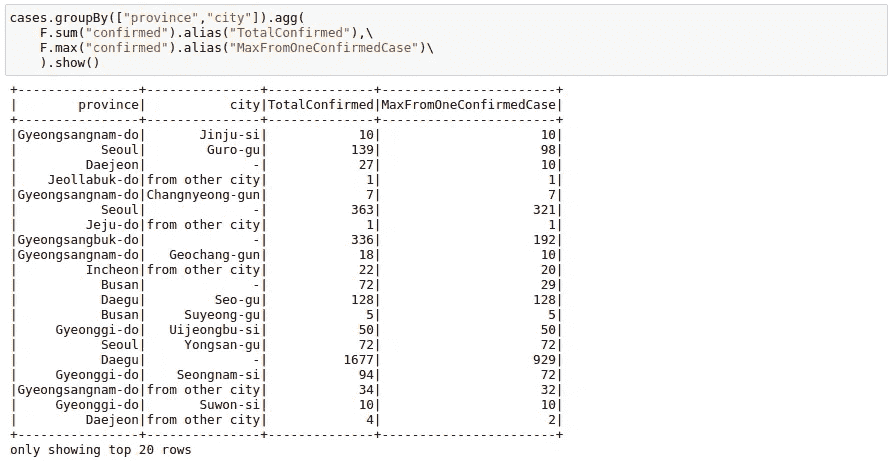 cases.groupBy(["province","city"]).agg(
    F.sum("confirmed").alias("TotalConfirmed"),\
    F.max("confirmed").alias("MaxFromOneConfirmedCase")\
    ).show()
+----------------+---------------+--------------+-----------------------+
|        province|           city|TotalConfirmed|MaxFromOneConfirmedCase|
+----------------+---------------+--------------+-----------------------+
|Gyeongsangnam-do|       Jinju-si|            10|                     10|
|           Seoul|        Guro-gu|           139|                     98|
|         Daejeon|              -|            27|                     10|
|    Jeollabuk-do|from other city|             1|                      1|
|Gyeongsangnam-do|Changnyeong-gun|             7|                      7|
|           Seoul|              -|           363|                    321|
|         Jeju-do|from other city|             1|                      1|
|Gyeongsangbuk-do|              -|           336|                    192|
|Gyeongsangnam-do|   Geochang-gun|            18|                     10|
|         Incheon|from other city|            22|                     20|
|           Busan|              -|            72|                     29|
|           Daegu|         Seo-gu|           128|                    128|
|           Busan|     Suyeong-gu|             5|                      5|
|     Gyeonggi-do|   Uijeongbu-si|            50|                     50|
|           Seoul|     Yongsan-gu|            72|                     72|
|           Daegu|              -|          1677|                    929|
|     Gyeonggi-do|    Seongnam-si|            94|                     72|
|Gyeongsangnam-do|from other city|            34|                     32|
|     Gyeonggi-do|       Suwon-si|            10|                     10|
|         Daejeon|from other city|             4|                      2|
+----------------+---------------+--------------+-----------------------+
only showing top 20 rows